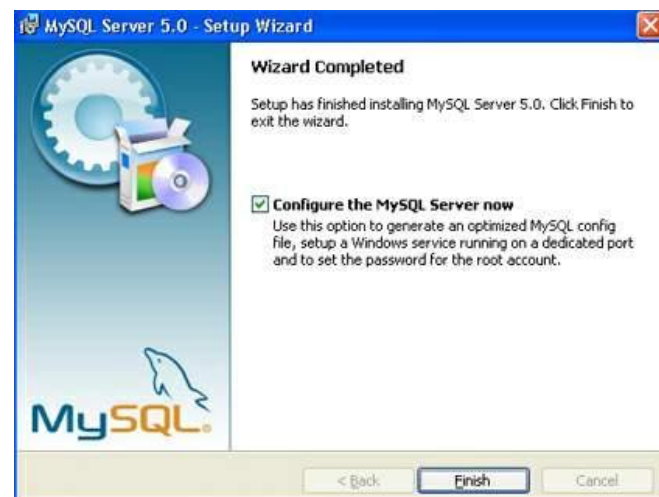 MySQL Server 5.0 - Setup Wizard
Wizard Completed
Setup has finished installing MySQL Server 5.0. Click Finish to
exit the wizard.
Configure the MySQL Server now
Use this option to generate an optimized MySQL config
file, setup a Windows service running on a dedicated port
and to set the password for the root account.
MySQL.
< Back
Finish
Cancel